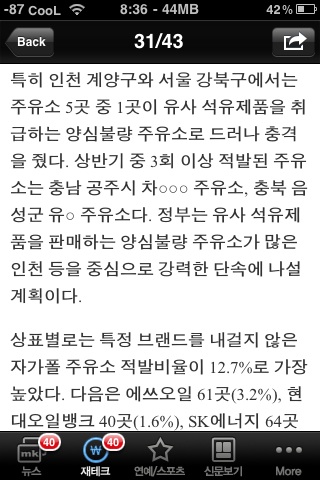 -87 CooL 8:36 - 44MB 42%
Back 31/43
특히 인천 계양구와 서울 강북구에서는
주유소 5곳 중 1곳이 유사 석유제품을 취
급하는 양심불량 주유소로 드러나 충격
을 줬다. 상반기 중 3회 이상 적발된 주유
소는 충남 공주시 차○○○ 주유소, 충북 음
성군 유○ 주유소다. 정부는 유사 석유제
품을 판매하는 양심불량 주유소가 많은
인천 등을 중심으로 강력한 단속에 나설
계획이다.
상표별로는 특정 브랜드를 내걸지 않은
자가폴 주유소 적발비율이 12.7%로 가장
높았다. 다음은 에쓰오일 61곳(3.2%), 현
대오일뱅크 40곳(1.6%), SK에너지 64곳
mk 40 ₩ 40
뉴스 재테크 연예/스포츠 신문보기 More